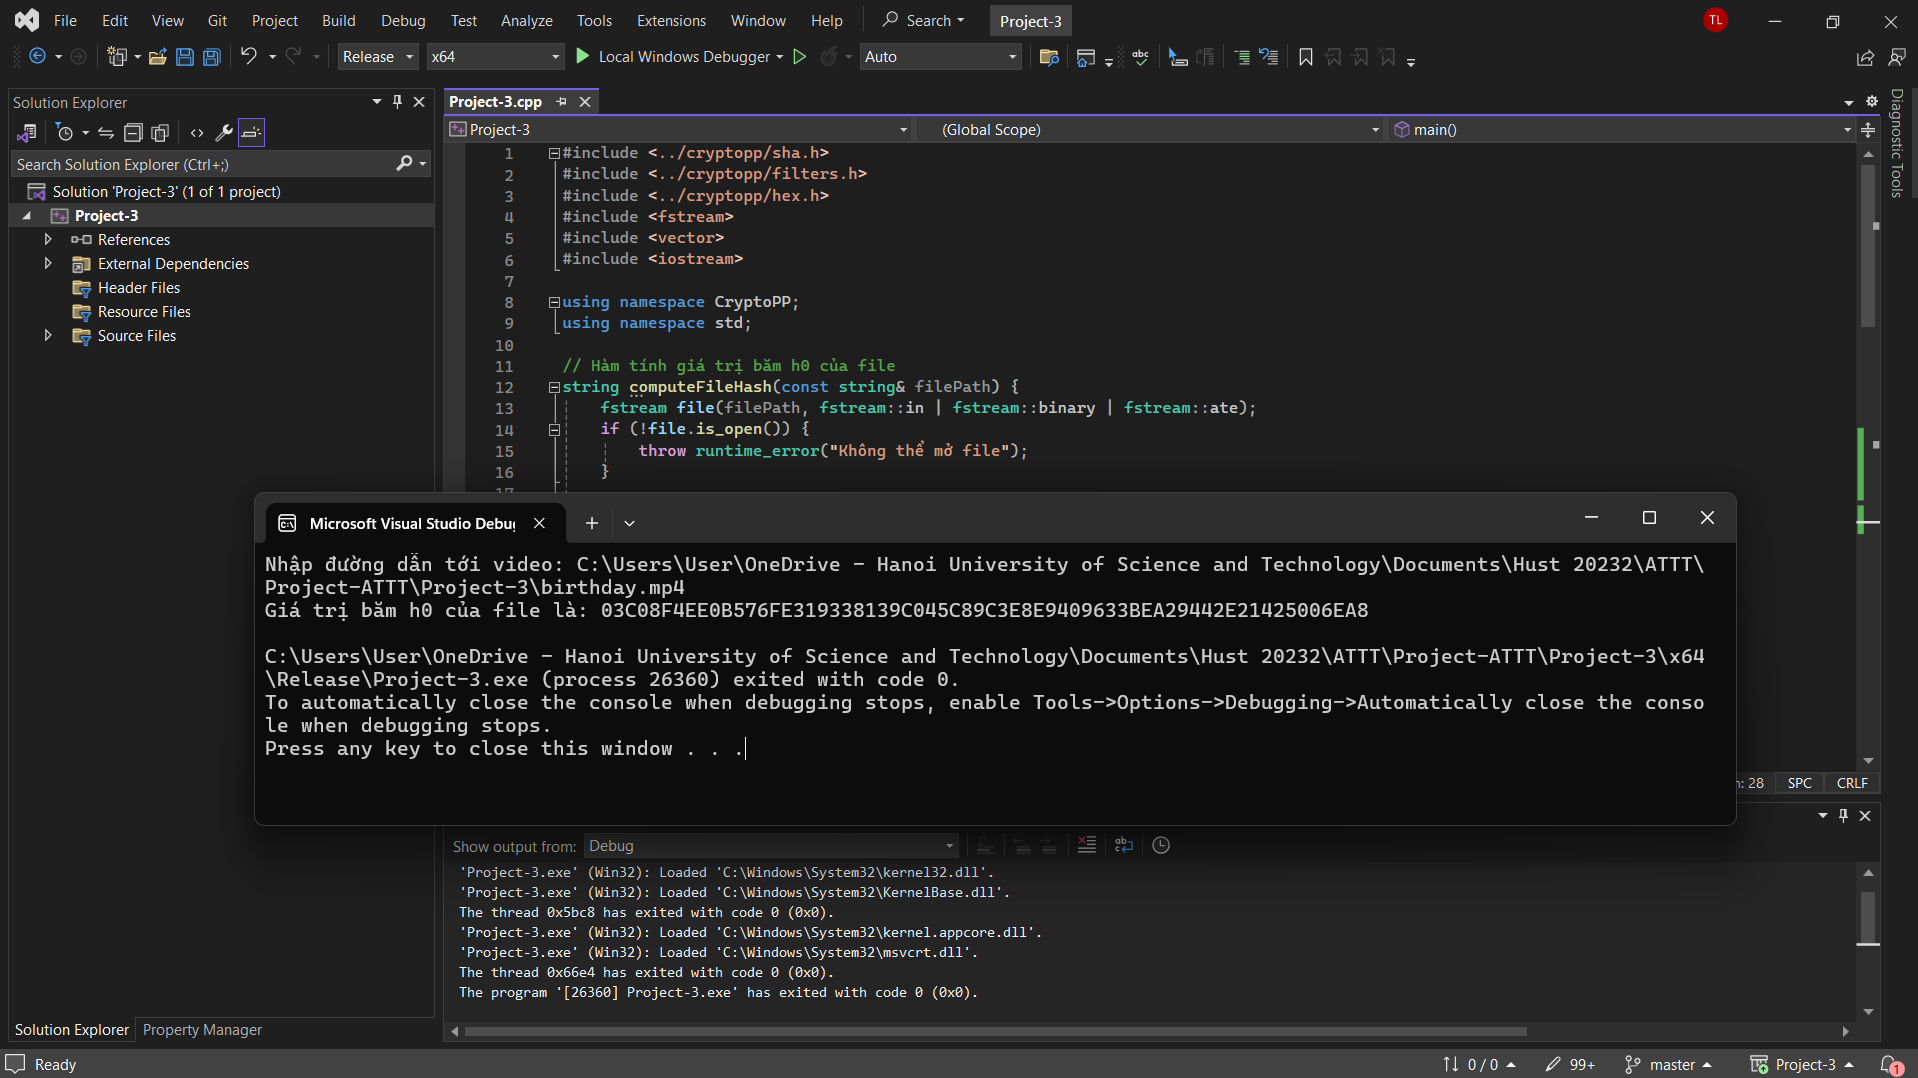 File Edit View Git Project Build Debug Test Analyze Tools Extensions Window Help Search Project-3 TL
Release x64 Local Windows Debugger Auto
Solution Explorer
Search Solution Explorer (Ctrl+;)
Solution 'Project-3' (1 of 1 project)
Project-3
References
External Dependencies
Header Files
Resource Files
Source Files
Solution Explorer Property Manager
Project-3.cpp
Project-3 (Global Scope) main()
Diagnostic Tools
1 #include <../cryptopp/sha.h>
2 #include <../cryptopp/filters.h>
3 #include <../cryptopp/hex.h>
4 #include <fstream>
5 #include <vector>
6 #include <iostream>
7
8 using namespace CryptoPP;
9 using namespace std;
10
11 // Hàm tính giá trị băm h0 của file
12 string computeFileHash(const string& filePath) {
13 fstream file(filePath, fstream::in | fstream::binary | fstream::ate);
14 if (!file.is_open()) {
15 throw runtime_error("Không thể mở file");
16 }
17
Microsoft Visual Studio Debug
Nhập đường dẫn tới video: C:\Users\User\OneDrive - Hanoi University of Science and Technology\Documents\Hust 20232\ATTT\
Project-ATTT\Project-3\birthday.mp4
Giá trị băm h0 của file là: 03C08F4EE0B576FE319338139C045C89C3E8E9409633BEA29442E21425006EA8
C:\Users\User\OneDrive - Hanoi University of Science and Technology\Documents\Hust 20232\ATTT\Project-ATTT\Project-3\x64
\Release\Project-3.exe (process 26360) exited with code 0.
To automatically close the console when debugging stops, enable Tools->Options->Debugging->Automatically close the conso
le when debugging stops.
Press any key to close this window . . .
: 28 SPC CRLF
Show output from: Debug
'Project-3.exe' (Win32): Loaded 'C:\Windows\System32\kernel32.dll'.
'Project-3.exe' (Win32): Loaded 'C:\Windows\System32\KernelBase.dll'.
The thread 0x5bc8 has exited with code 0 (0x0).
'Project-3.exe' (Win32): Loaded 'C:\Windows\System32\kernel.appcore.dll'.
'Project-3.exe' (Win32): Loaded 'C:\Windows\System32\msvcrt.dll'.
The thread 0x66e4 has exited with code 0 (0x0).
The program '[26360] Project-3.exe' has exited with code 0 (0x0).
Ready 0 / 0 99+ master Project-3 1